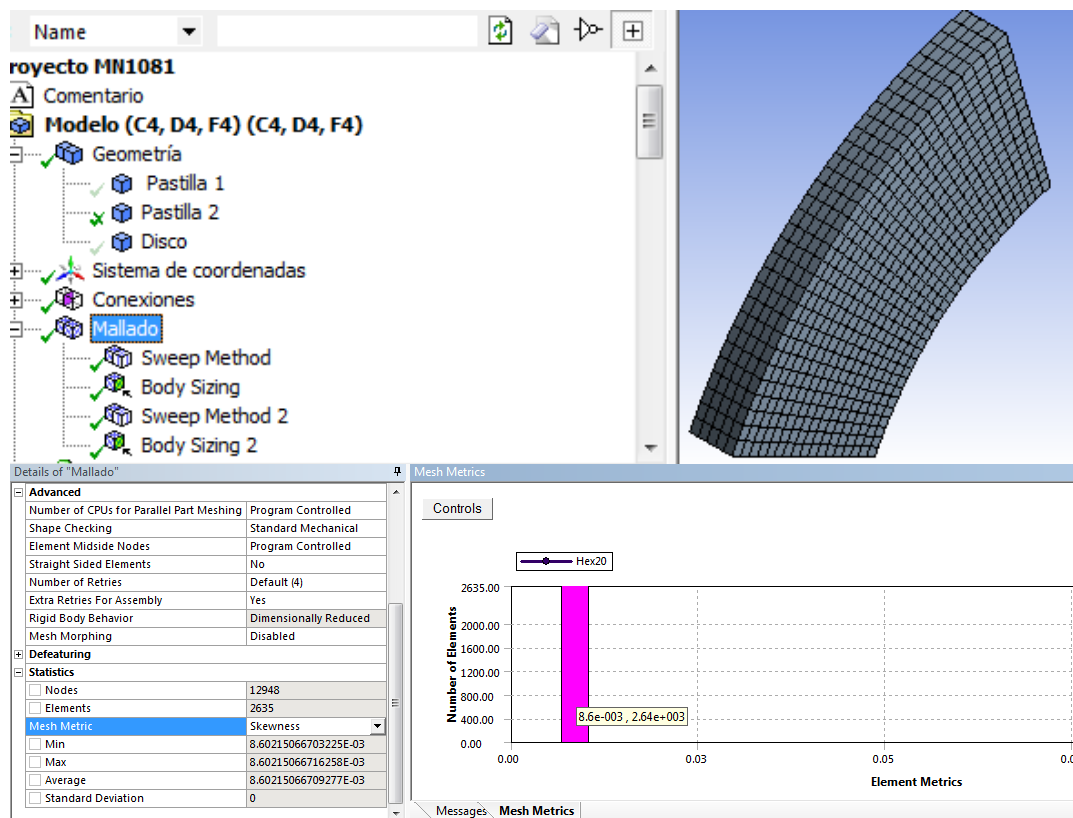 Name
royecto MN1081
A Comentario
Modelo (C4, D4, F4) (C4, D4, F4)
Geometría
Pastilla 1
Pastilla 2
Disco
Sistema de coordenadas
Conexiones
Mallado
Sweep Method
Body Sizing
Sweep Method 2
Body Sizing 2
Details of "Mallado"
Advanced
Number of CPUs for Parallel Part Meshing Program Controlled
Shape Checking Standard Mechanical
Element Midside Nodes Program Controlled
Straight Sided Elements No
Number of Retries Default (4)
Extra Retries For Assembly Yes
Rigid Body Behavior Dimensionally Reduced
Mesh Morphing Disabled
Defeaturing
Statistics
Nodes 12948
Elements 2635
Mesh Metric Skewness
Min 8.60215066703225E-03
Max 8.60215066716258E-03
Average 8.60215066709277E-03
Standard Deviation 0
Mesh Metrics
Controls
Hex20
Number of Elements
2635.00
2000.00
1600.00
1200.00
800.00
400.00
0.00
8.6e-003 , 2.64e+003
0.00 0.03 0.05 0.0
Element Metrics
Messages Mesh Metrics